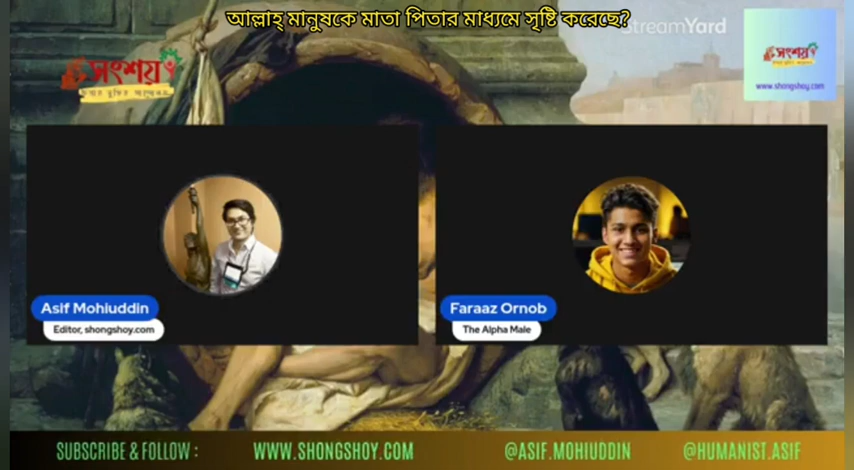 আল্লাহ্ মানুষকে মাতা পিতার মাধ্যমে সৃষ্টি করেছে?
StreamYard
সংশয়
সংশয়
www.shongshoy.com
Asif Mohiuddin
Editor, shongshoy.com
Faraaz Ornob
The Alpha Male
SUBSCRIBE & FOLLOW :
WWW.SHONGSHOY.COM
@ASIF.MOHIUDDIN
@HUMANIST.ASIF